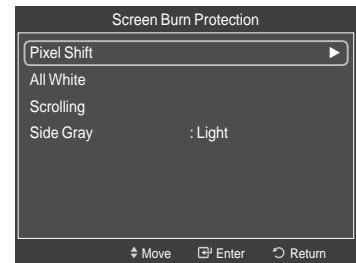 Screen Burn Protection
Pixel Shift ►
All White
Scrolling
Side Gray : Light
Move Enter Return